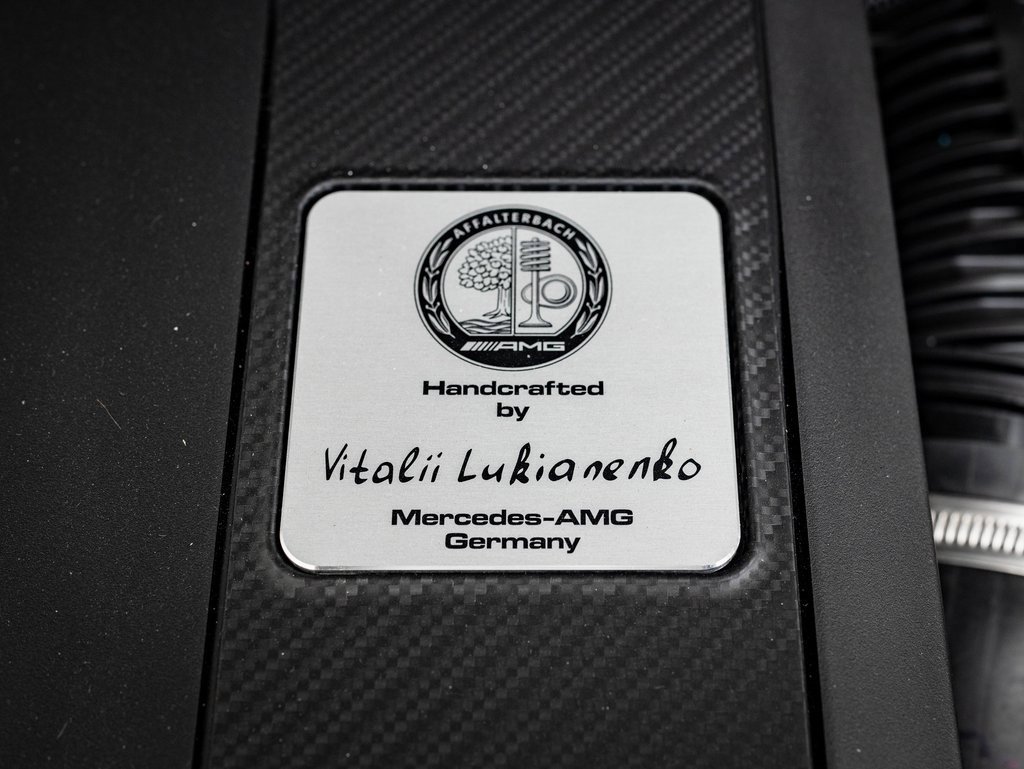 AFFALTERBACH
AMG
Handcrafted
by
Vitalii Lukianenko
Mercedes-AMG
Germany